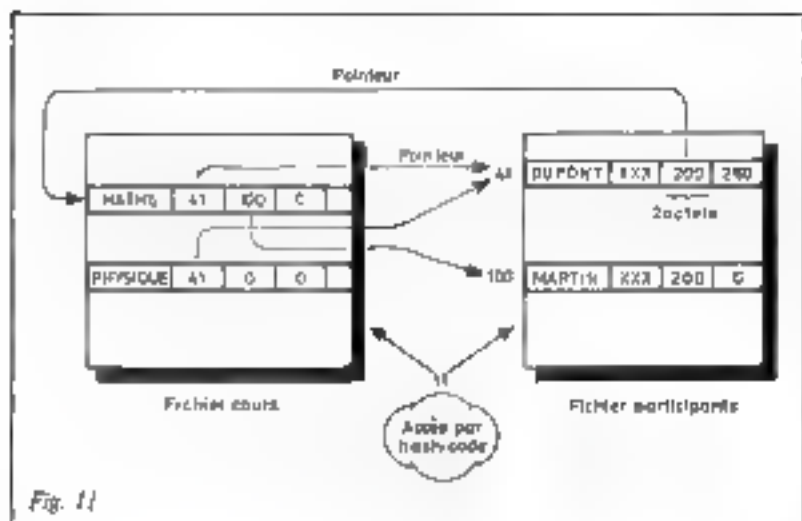 Pointeur
Pointeur
41 DUPONT XXX 200 250
MATHS 41 100 0
2 octets
PHYSIQUE 41 0 0
100 MARTIN XXX 200 0
Fichier cours
Fichier participants
Accès par
hash-code
Fig. 11